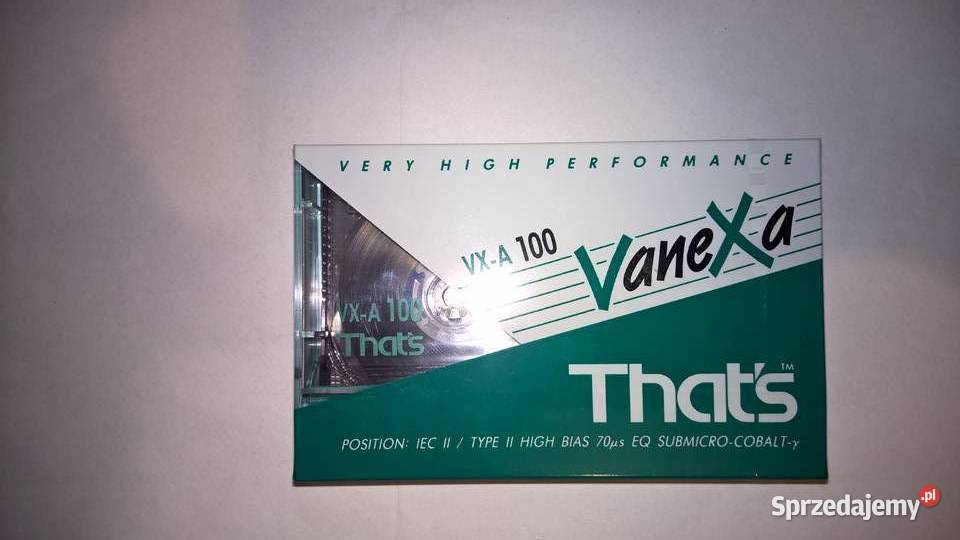 VERY HIGH PERFORMANCE
VX-A 100
VaneXa
VX-A 100
That's
That's™
POSITION: IEC II / TYPE II HIGH BIAS 70μs EQ SUBMICRO-COBALT-γ
Sprzedajemy.pl